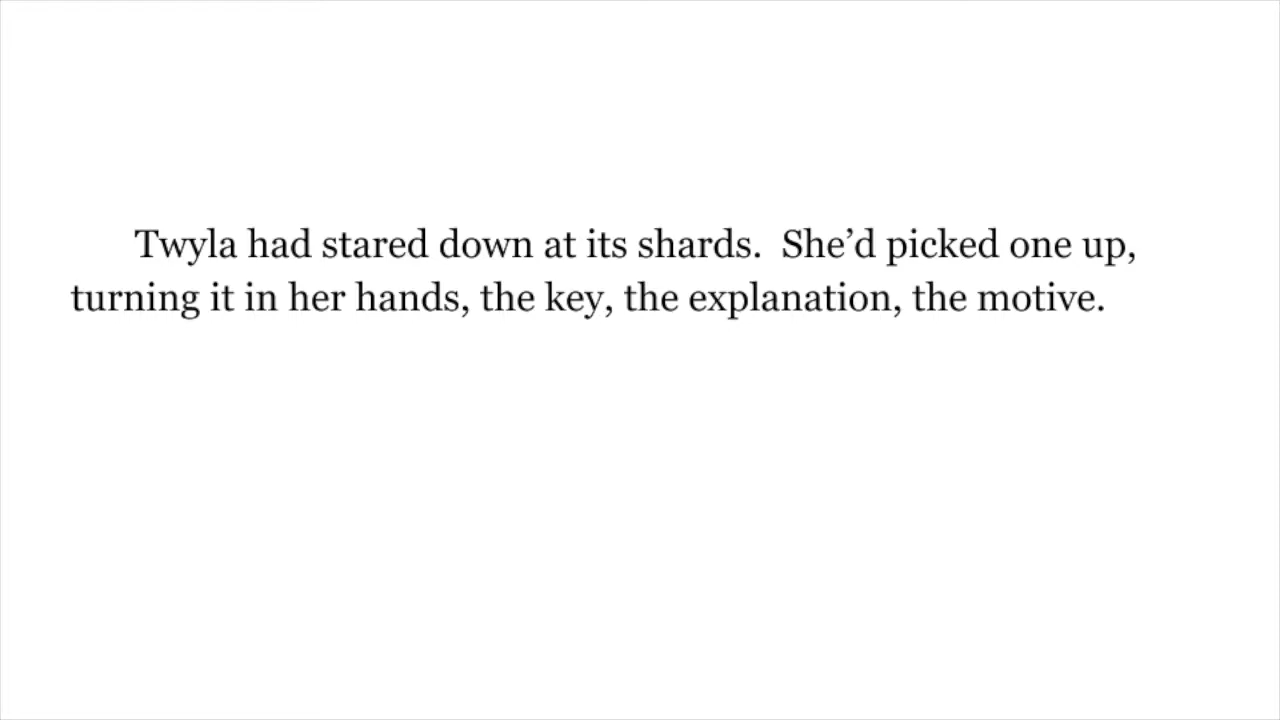 Twyla had stared down at its shards.  She’d picked one up,
turning it in her hands, the key, the explanation, the motive.